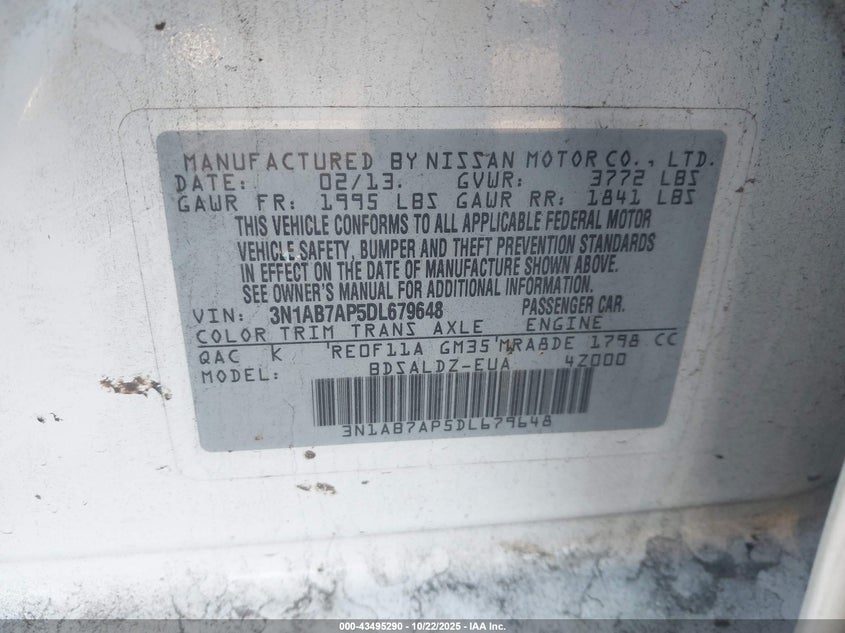 MANUFACTURED BY NISSAN MOTOR CO., LTD.
DATE: 02/13. GVWR: 3772 LBS
GAWR FR: 1995 LBS GAWR RR: 1841 LBS
THIS VEHICLE CONFORMS TO ALL APPLICABLE FEDERAL MOTOR
VEHICLE SAFETY, BUMPER AND THEFT PREVENTION STANDARDS
IN EFFECT ON THE DATE OF MANUFACTURE SHOWN ABOVE.
SEE OWNER'S MANUAL FOR ADDITIONAL INFORMATION.
VIN: 3N1AB7AP5DL679648 PASSENGER CAR.
COLOR TRIM TRANS AXLE ENGINE
QAC K RE0F11A GM35 MRA8DE 1798 CC
MODEL: BDSALDZ-EUA 4Z000
3N1AB7AP5DL679648
000-43495290 - 10/22/2025 - IAA Inc.